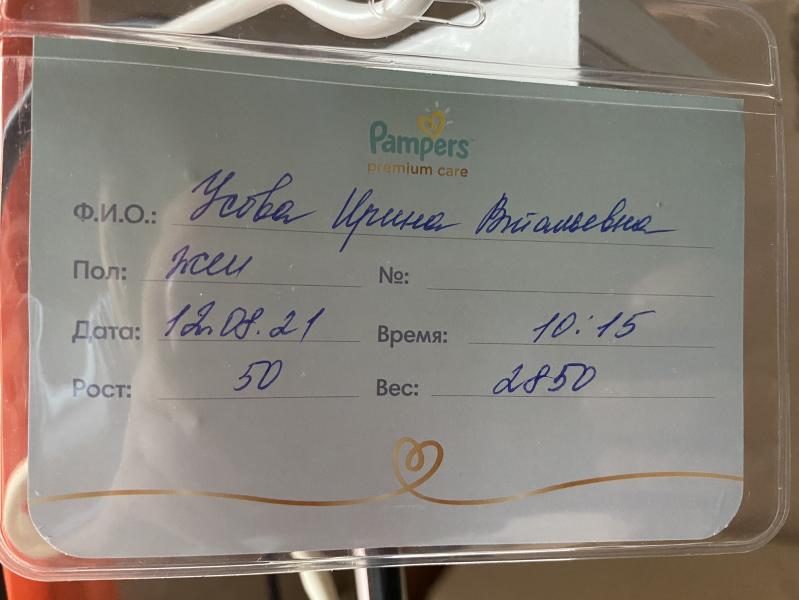 Pampers
premium care
Ф.И.О.: Усова Ирина Витальевна
Пол: жен №:
Дата: 12.08.21 Время: 10:15
Рост: 50 Вес: 2850